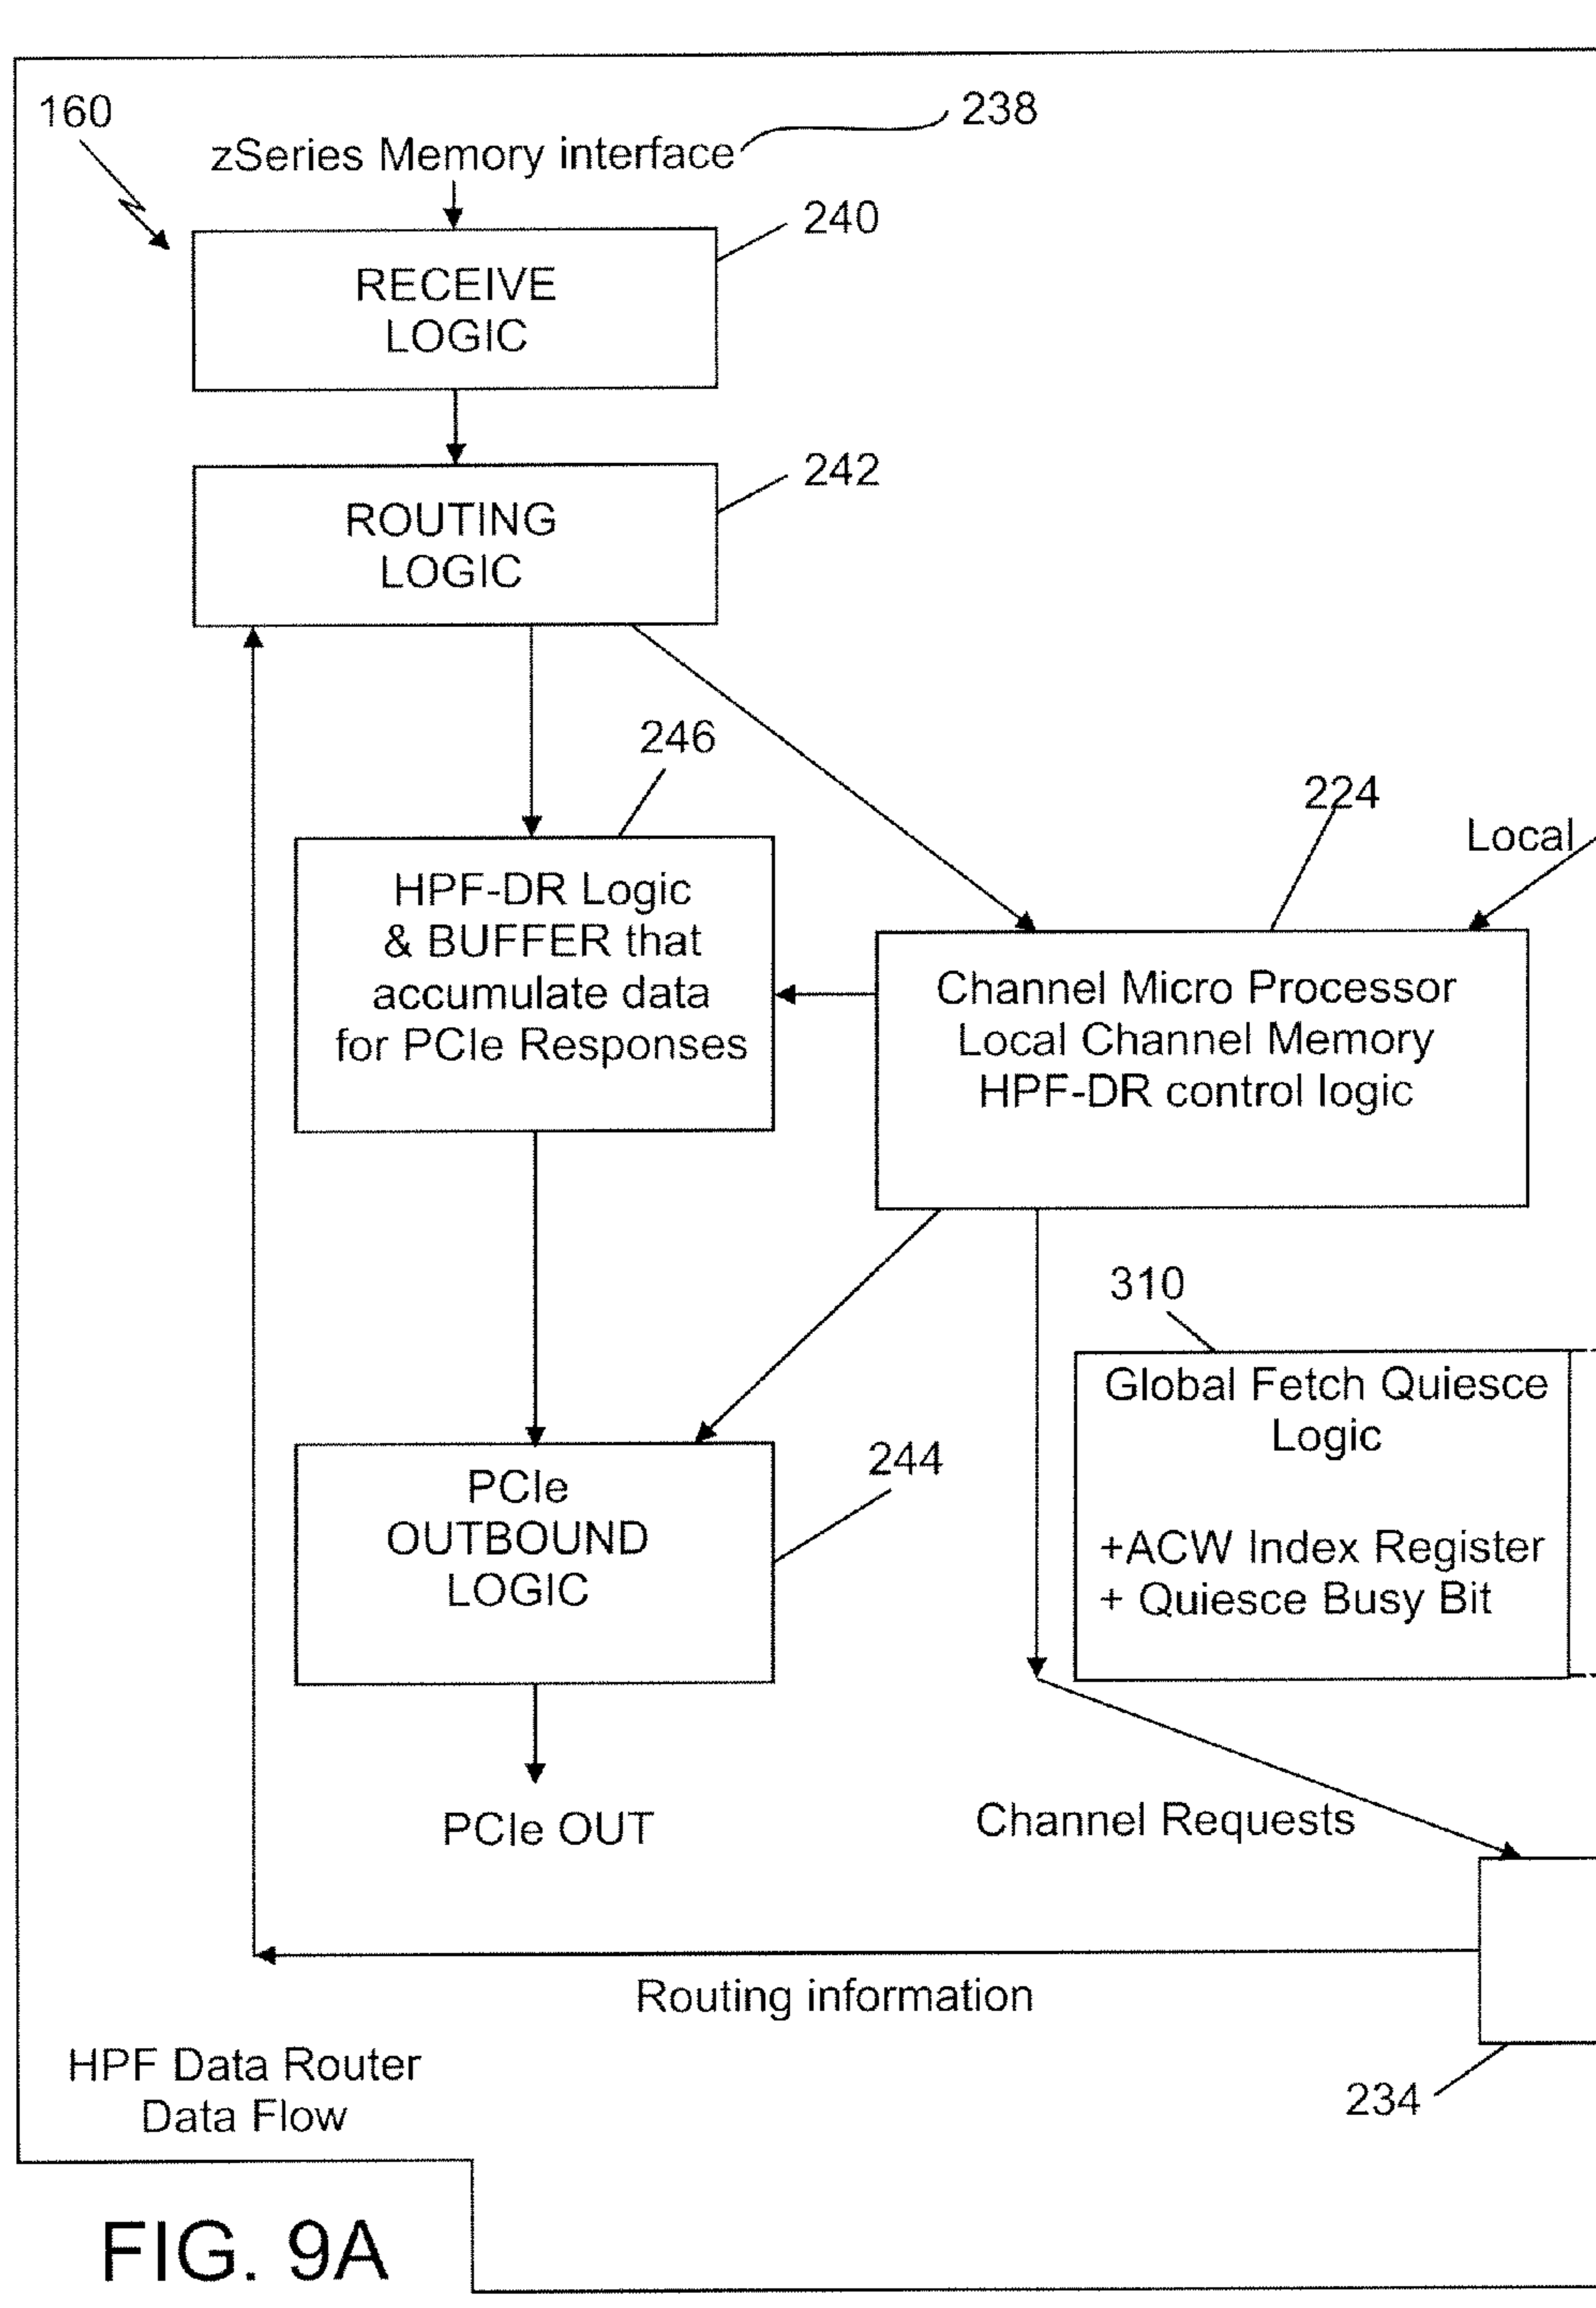 160
238
zSeries Memory interface
240
RECEIVE
LOGIC
242
ROUTING
LOGIC
246
224
Local
HPF-DR Logic
& BUFFER that
accumulate data
for PCIe Responses
Channel Micro Processor
Local Channel Memory
HPF-DR control logic
310
Global Fetch Quiesce
Logic
+ACW Index Register
+ Quiesce Busy Bit
244
PCIe
OUTBOUND
LOGIC
PCIe OUT
Channel Requests
Routing information
234
HPF Data Router
Data Flow
FIG. 9A